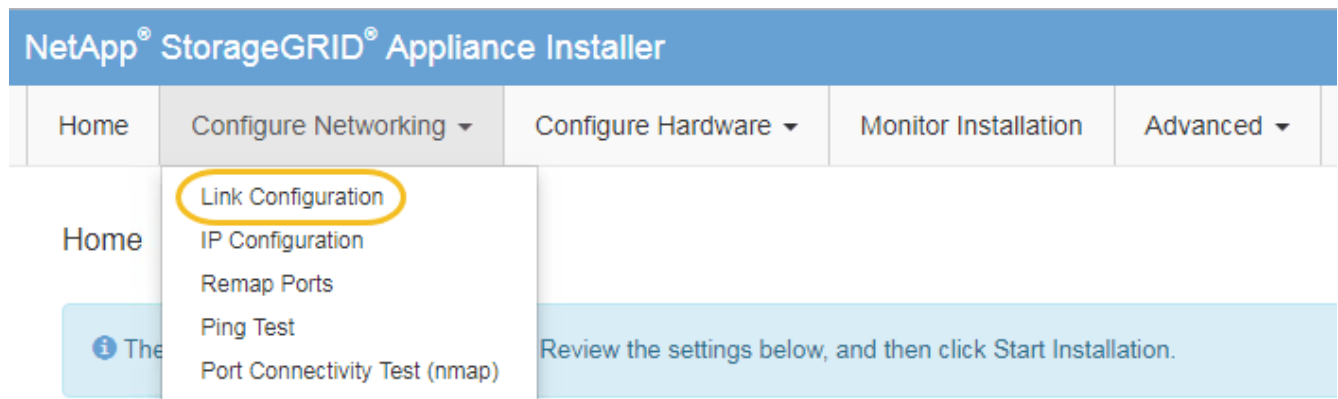 NetApp® StorageGRID® Appliance Installer
Home Configure Networking Configure Hardware Monitor Installation Advanced
Link Configuration
Home IP Configuration
Remap Ports
Ping Test
The Review the settings below, and then click Start Installation.
Port Connectivity Test (nmap)